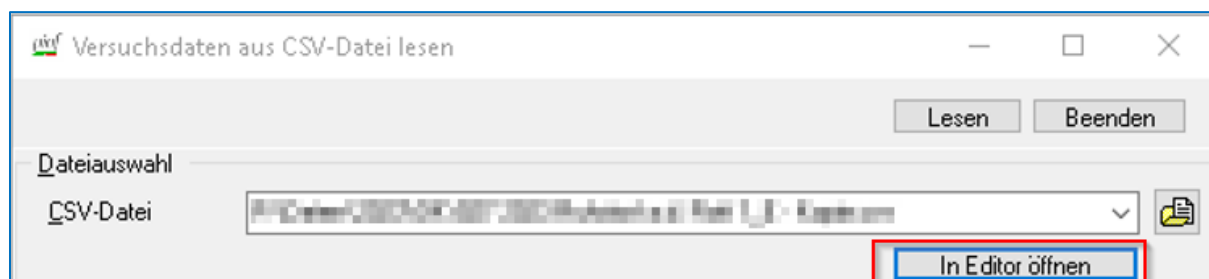 Versuchsdaten aus CSV-Datei lesen
Lesen Beenden
Dateiauswahl
CSV-Datei
In Editor öffnen